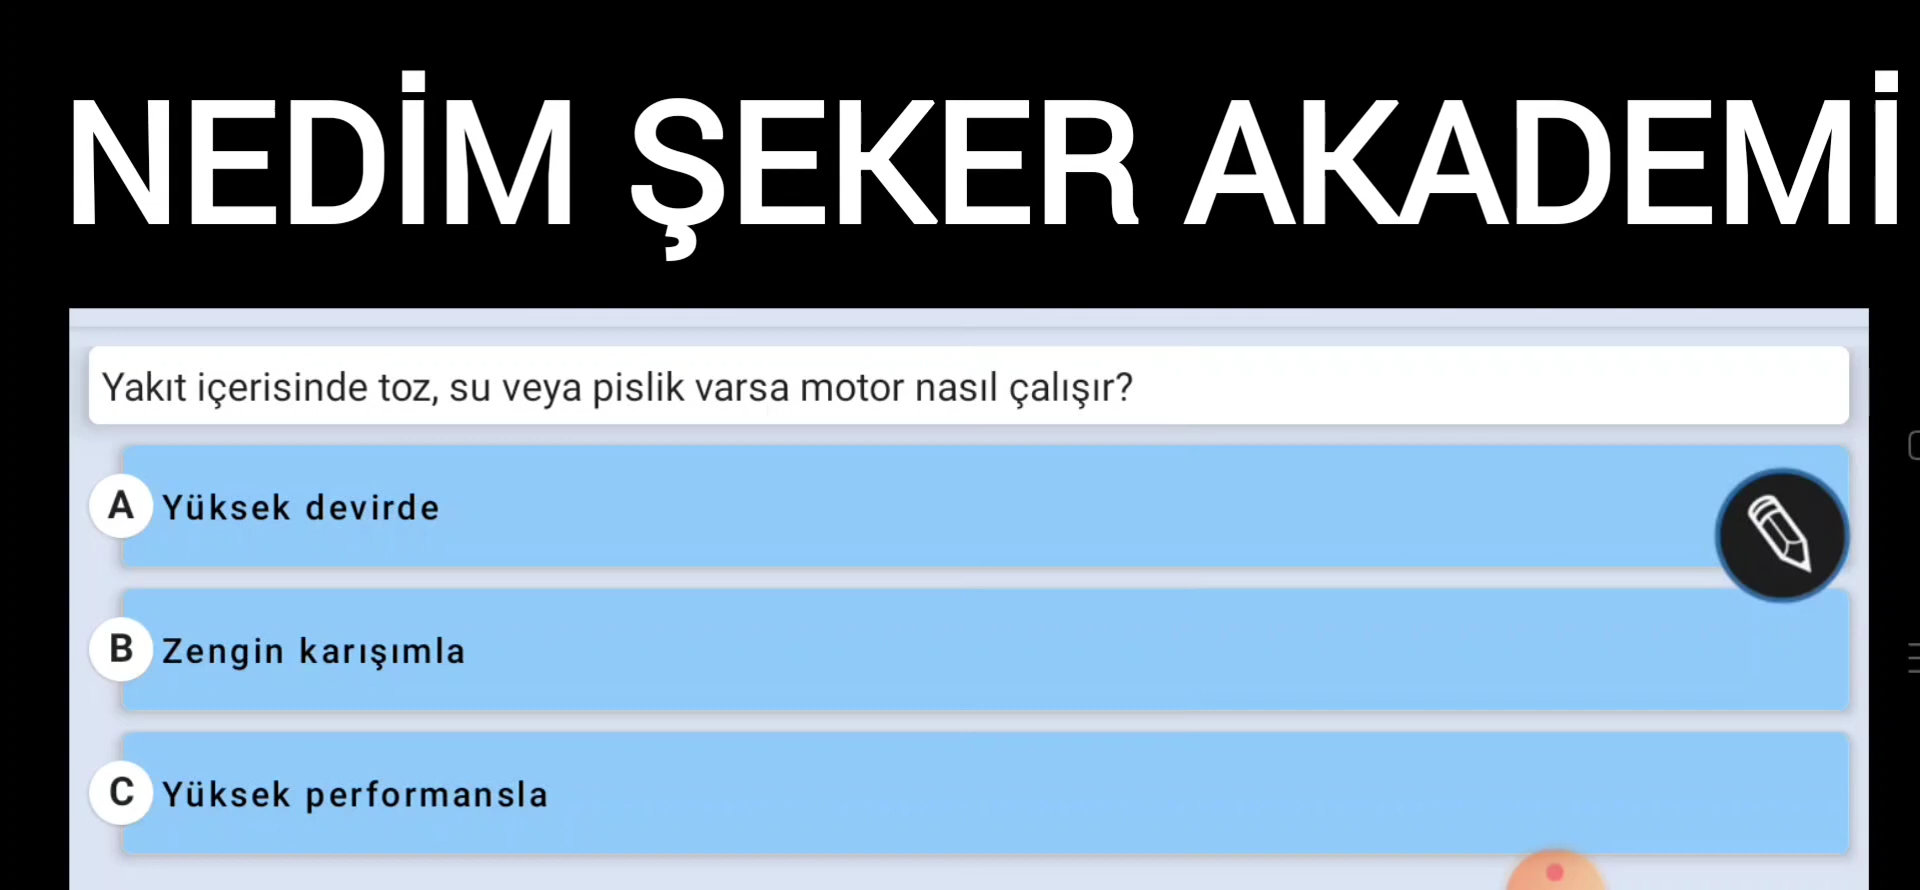 NEDİM ŞEKER AKADEMİ
Yakıt içerisinde toz, su veya pislik varsa motor nasıl çalışır?
A Yüksek devirde
B Zengin karışımla
C Yüksek performansla